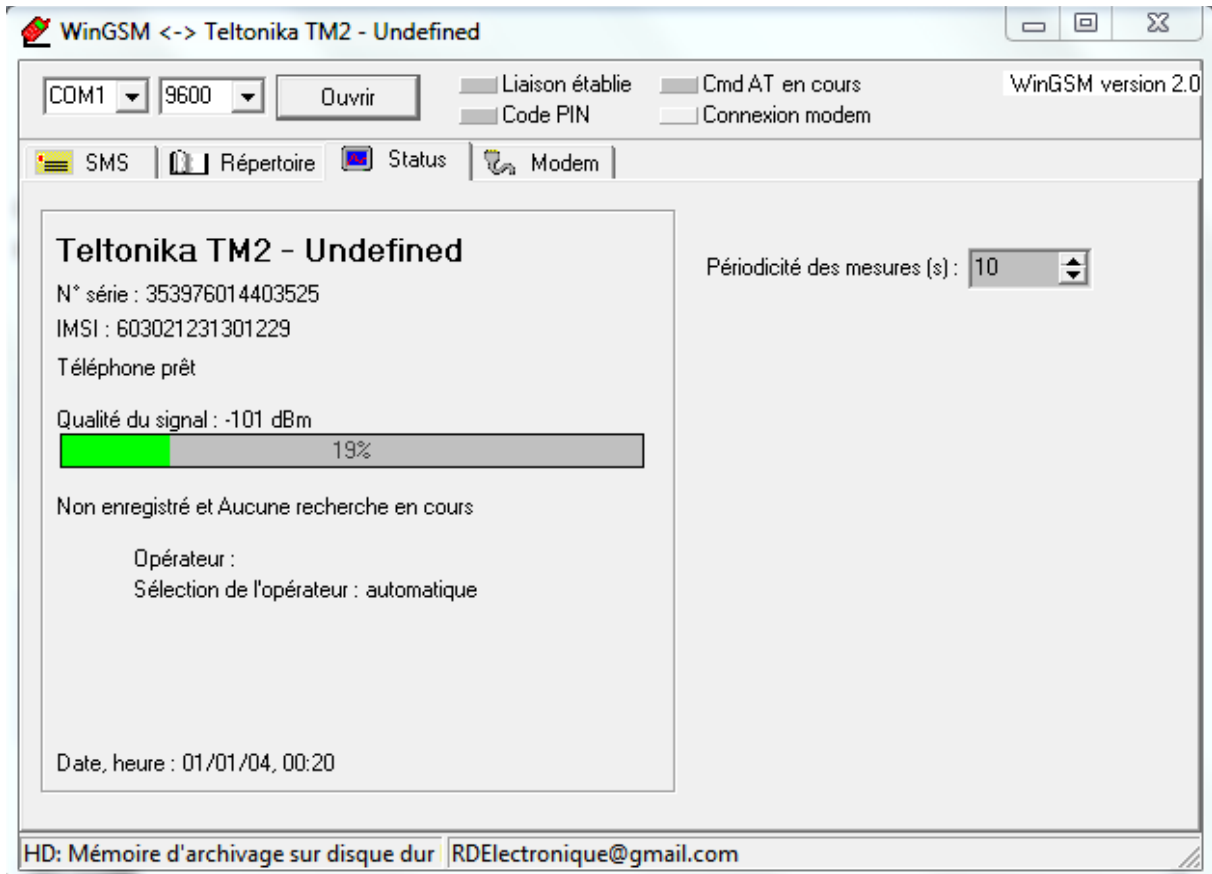 WinGSM <-> Teltonika TM2 - Undefined
COM1 9600 Ouvrir Liaison établie Cmd AT en cours WinGSM version 2.0
Code PIN Connexion modem
SMS Répertoire Status Modem
Teltonika TM2 - Undefined
Périodicité des mesures (s) : 10
N° série : 353976014403525
IMSI : 603021231301229
Téléphone prêt
Qualité du signal : -101 dBm
19%
Non enregistré et Aucune recherche en cours
Opérateur :
Sélection de l'opérateur : automatique
Date, heure : 01/01/04, 00:20
HD: Mémoire d'archivage sur disque dur RDElectronique@gmail.com